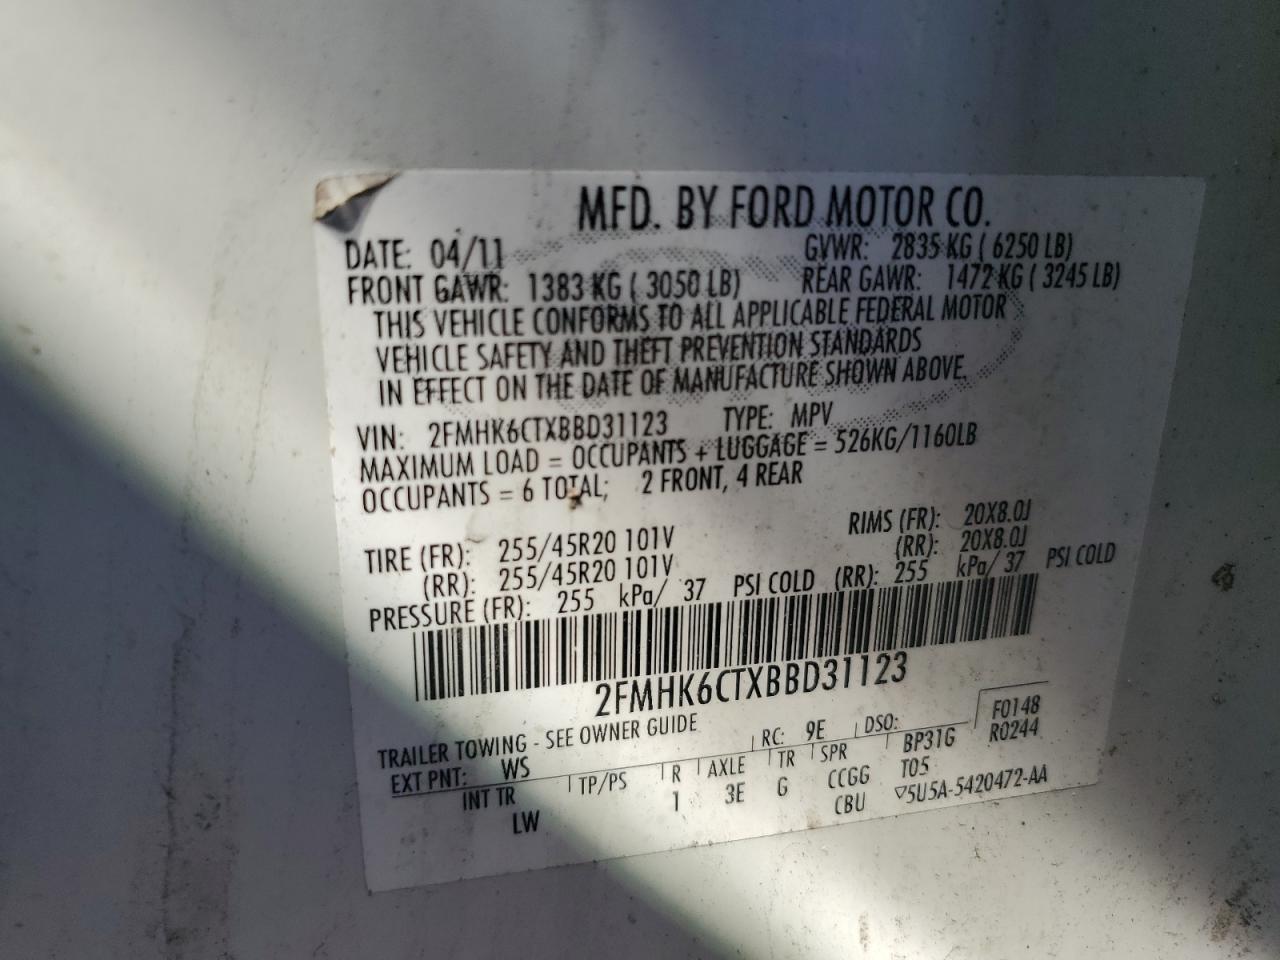 MFD. BY FORD MOTOR CO.
DATE: 04/11 GVWR: 2835 KG ( 6250 LB)
FRONT GAWR: 1383 KG ( 3050 LB) REAR GAWR: 1472 KG ( 3245 LB)
THIS VEHICLE CONFORMS TO ALL APPLICABLE FEDERAL MOTOR
VEHICLE SAFETY AND THEFT PREVENTION STANDARDS
IN EFFECT ON THE DATE OF MANUFACTURE SHOWN ABOVE.
VIN: 2FMHK6CTXBBD31123 TYPE: MPV
MAXIMUM LOAD = OCCUPANTS + LUGGAGE = 526KG/1160LB
OCCUPANTS = 6 TOTAL; 2 FRONT, 4 REAR
TIRE (FR): 255/45R20 101V RIMS (FR): 20X8.0J
(RR): 255/45R20 101V (RR): 20X8.0J
PRESSURE (FR): 255 kPa/ 37 PSI COLD (RR): 255 kPa/ 37 PSI COLD
2FMHK6CTXBBD31123
TRAILER TOWING - SEE OWNER GUIDE
EXT PNT: WS RC: 9E DSO: F0148
INT TR TP/PS R AXLE TR SPR BP31G R0244
LW 1 3E G CCGG T05
CBU ▽5U5A-5420472-AA